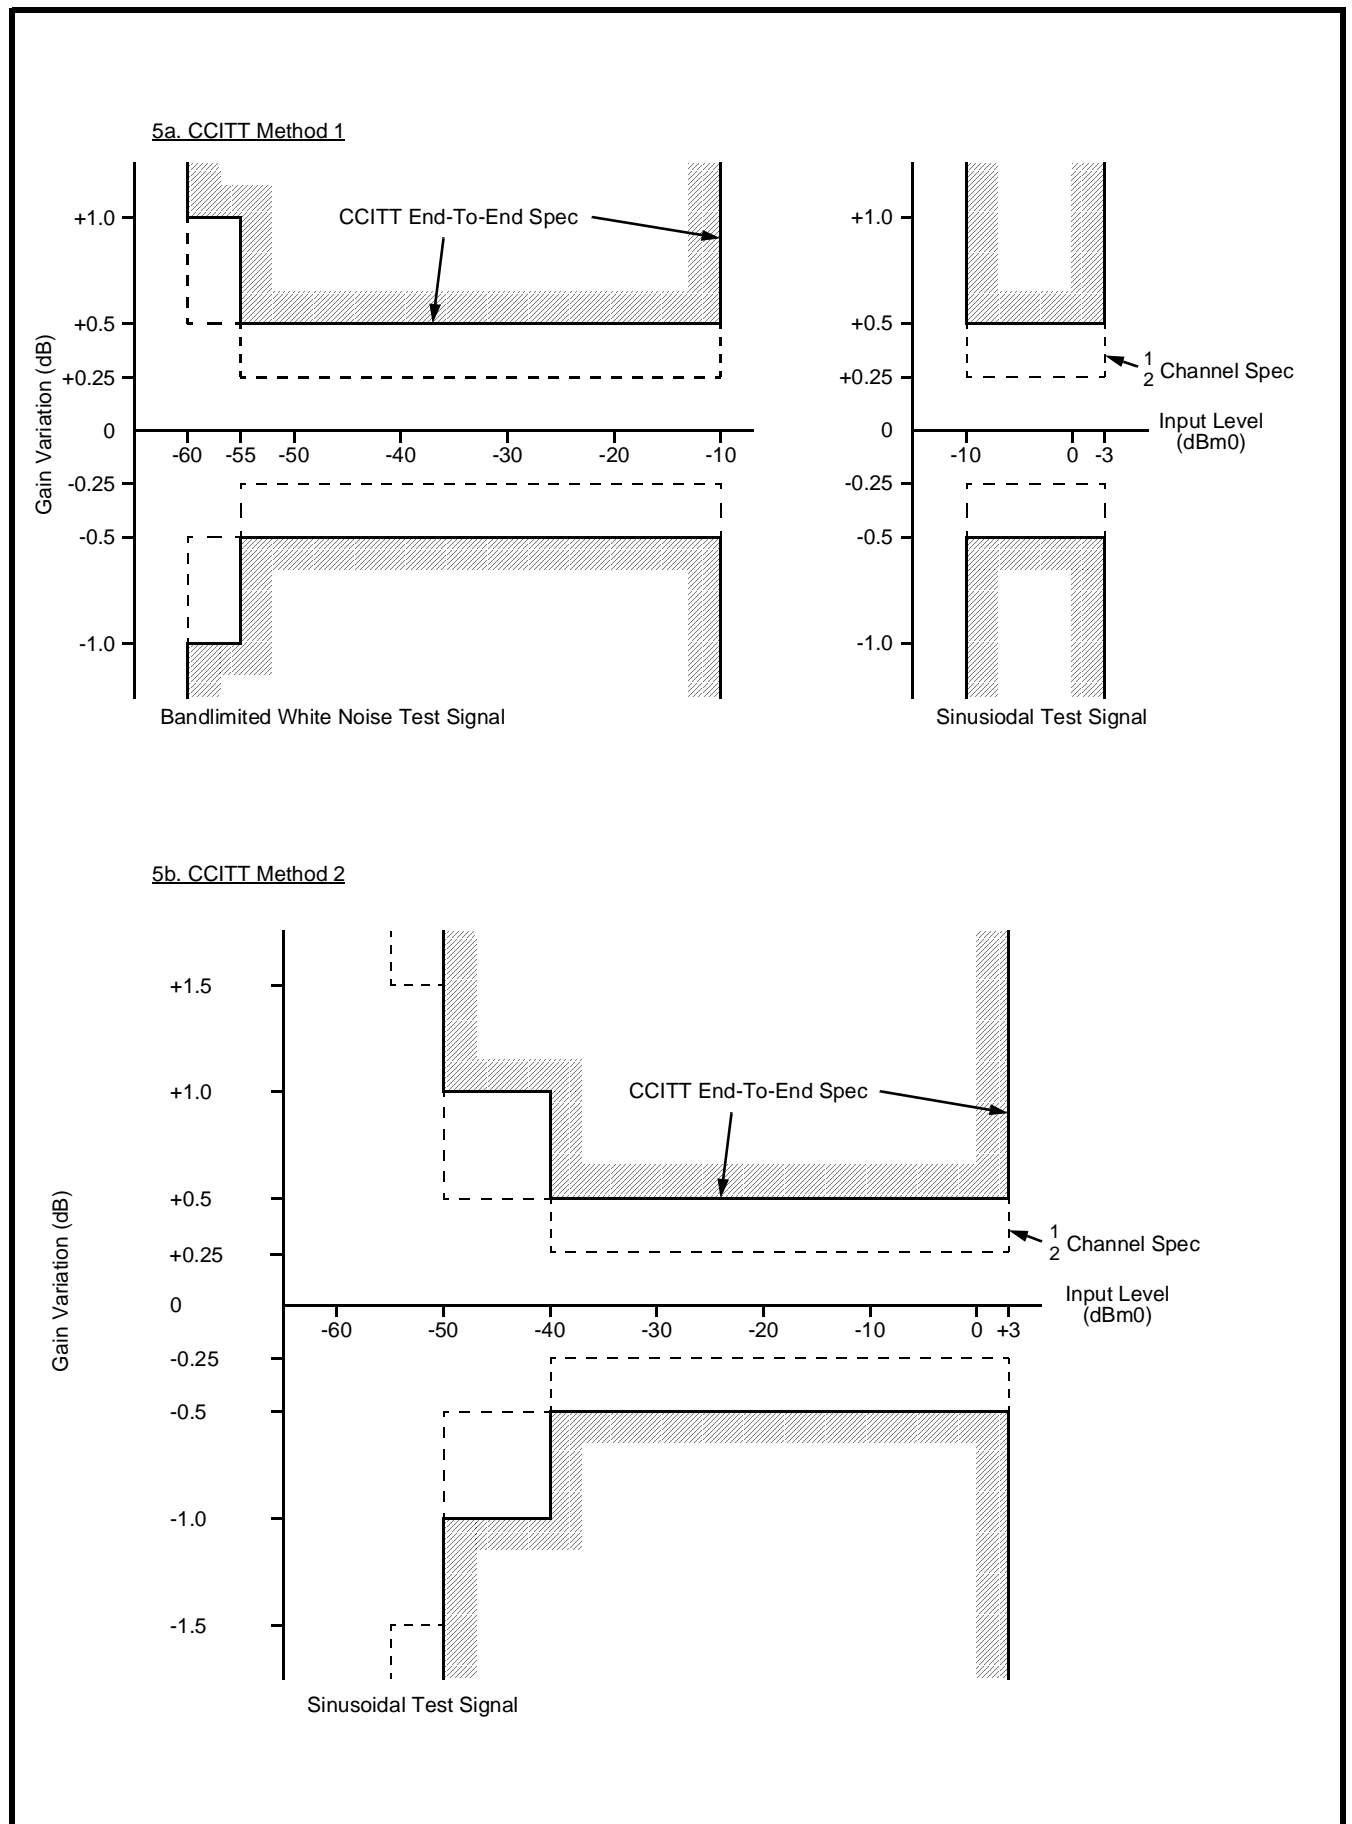 5a. CCITT Method 1
CCITT End-To-End Spec
+1.0
+0.5
+0.25
0
-0.25
-0.5
-1.0
Gain Variation (dB)
-60 -55 -50 -40 -30 -20 -10
Bandlimited White Noise Test Signal
+1.0
+0.5
+0.25
0
-0.25
-0.5
-1.0
1
2 Channel Spec
Input Level
(dBm0)
-10 0 -3
Sinusiodal Test Signal
5b. CCITT Method 2
+1.5
+1.0
+0.5
+0.25
0
-0.25
-0.5
-1.0
-1.5
Gain Variation (dB)
CCITT End-To-End Spec
1
2 Channel Spec
Input Level
(dBm0)
-60 -50 -40 -30 -20 -10 0 +3
Sinusoidal Test Signal